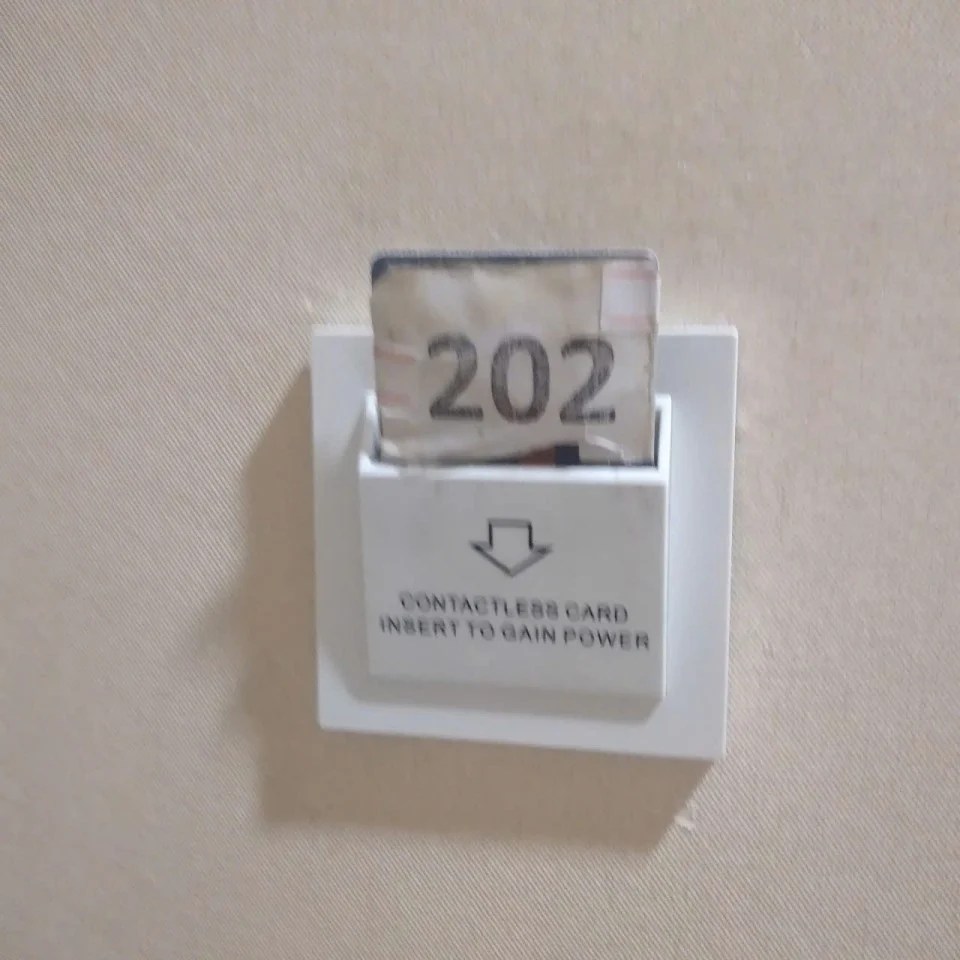 202
CONTACTLESS CARD
INSERT TO GAIN POWER